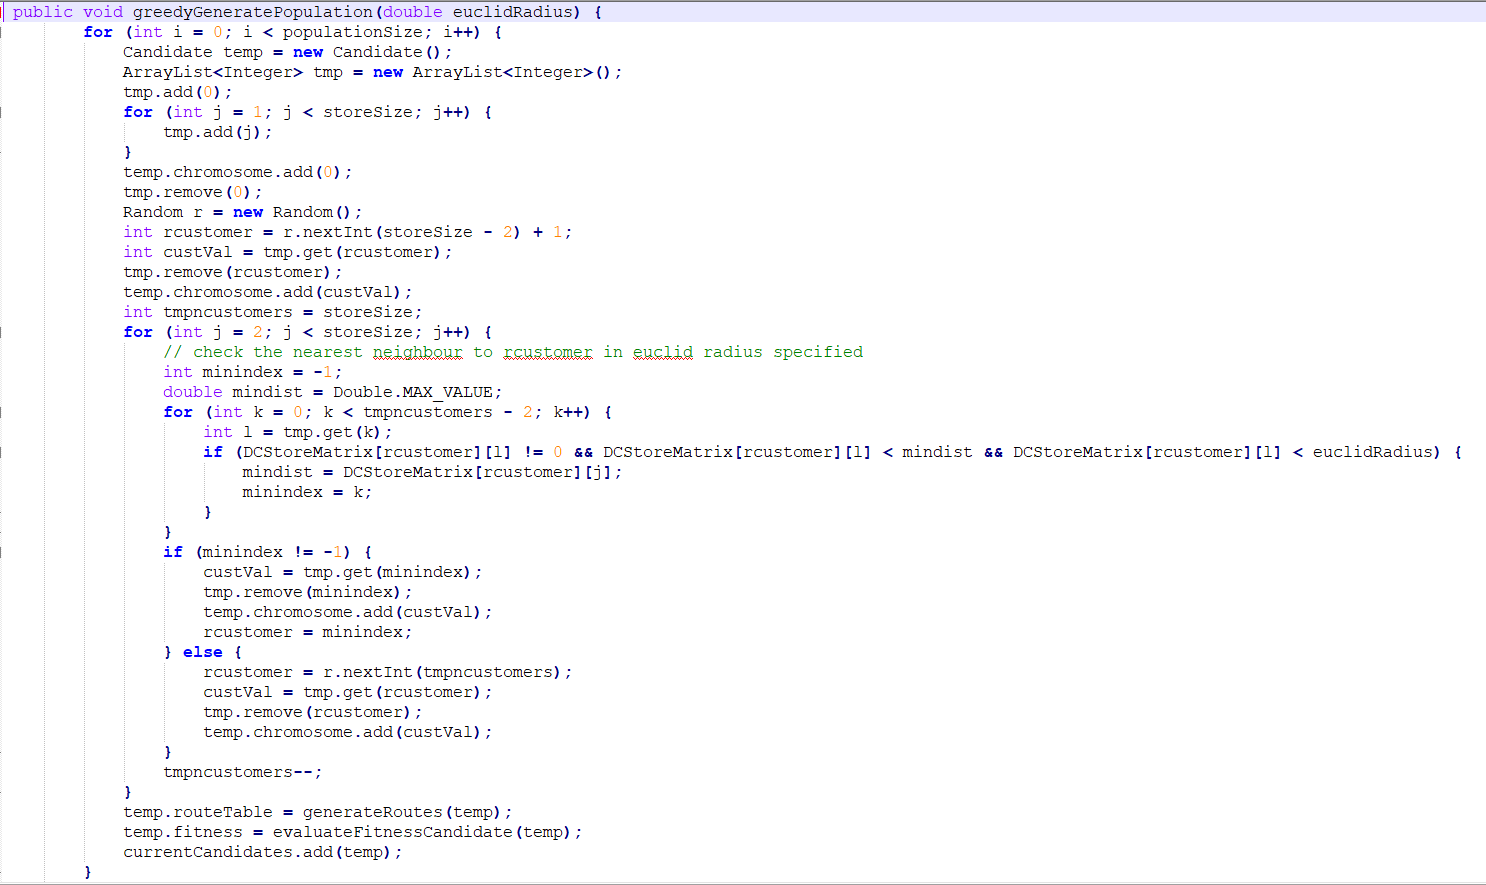 public void greedyGeneratePopulation(double euclidRadius) {
for (int i = 0; i < populationSize; i++) {
Candidate temp = new Candidate();
ArrayList<Integer> tmp = new ArrayList<Integer>();
tmp.add(0);
for (int j = 1; j < storeSize; j++) {
tmp.add(j);
}
temp.chromosome.add(0);
tmp.remove(0);
Random r = new Random();
int rcustomer = r.nextInt(storeSize - 2) + 1;
int custVal = tmp.get(rcustomer);
tmp.remove(rcustomer);
temp.chromosome.add(custVal);
int tmpncustomers = storeSize;
for (int j = 2; j < storeSize; j++) {
// check the nearest neighbour to rcustomer in euclid radius specified
int minindex = -1;
double mindist = Double.MAX_VALUE;
for (int k = 0; k < tmpncustomers - 2; k++) {
int l = tmp.get(k);
if (DCStoreMatrix[rcustomer][l] != 0 && DCStoreMatrix[rcustomer][l] < mindist && DCStoreMatrix[rcustomer][l] < euclidRadius) {
mindist = DCStoreMatrix[rcustomer][j];
minindex = k;
}
}
if (minindex != -1) {
custVal = tmp.get(minindex);
tmp.remove(minindex);
temp.chromosome.add(custVal);
rcustomer = minindex;
} else {
rcustomer = r.nextInt(tmpncustomers);
custVal = tmp.get(rcustomer);
tmp.remove(rcustomer);
temp.chromosome.add(custVal);
}
tmpncustomers--;
}
temp.routeTable = generateRoutes(temp);
temp.fitness = evaluateFitnessCandidate(temp);
currentCandidates.add(temp);
}